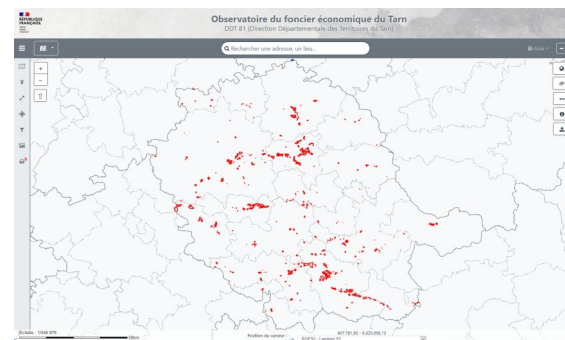 RÉPUBLIQUE
FRANÇAISE
Observatoire du foncier économique du Tarn
DDT 81 (Direction Départementale des Territoires du Tarn)
Rechercher une adresse, un lieu...
Aide
Position du curseur